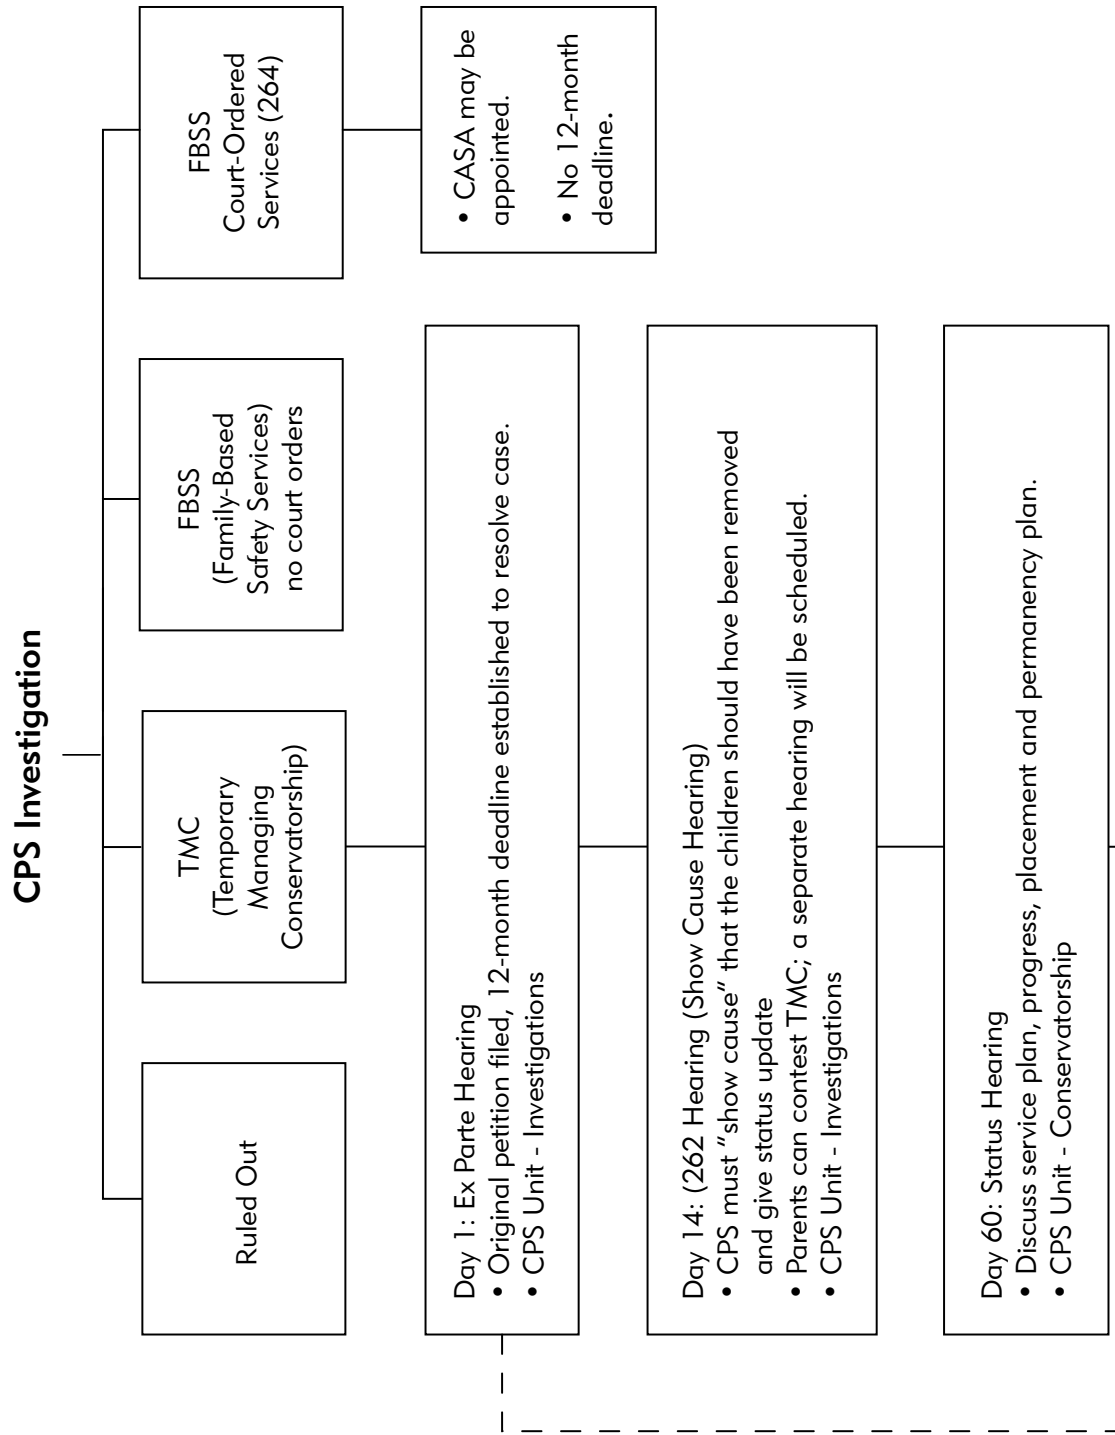 CPS Investigation
Ruled Out
TMC
(Temporary
Managing
Conservatorship)
FBSS
(Family-Based
Safety Services)
no court orders
FBSS
Court-Ordered
Services (264)
• CASA may be
appointed.
• No 12-month
deadline.
Day 1: Ex Parte Hearing
• Original petition filed, 12-month deadline established to resolve case.
• CPS Unit - Investigations
Day 14: (262 Hearing (Show Cause Hearing)
• CPS must "show cause" that the children should have been removed
and give status update
• Parents can contest TMC; a separate hearing will be scheduled.
• CPS Unit - Investigations
Day 60: Status Hearing
• Discuss service plan, progress, placement and permanency plan.
• CPS Unit - Conservatorship